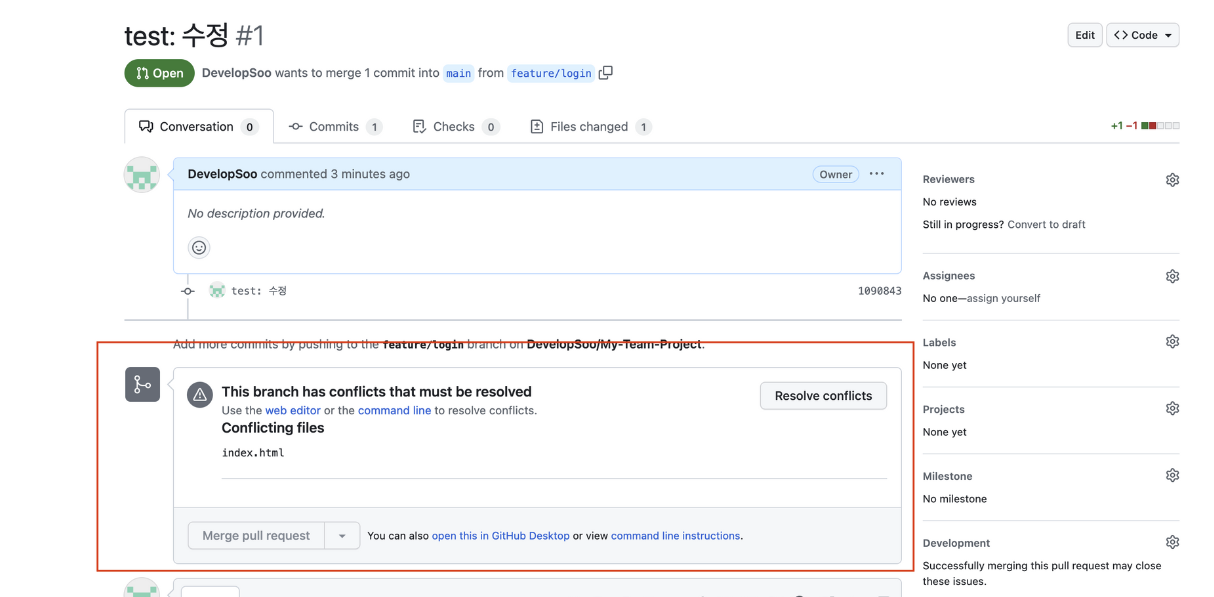 test: 수정 #1
Edit
<> Code
Open
DevelopSoo wants to merge 1 commit into main from feature/login
Conversation 0
Commits 1
Checks 0
Files changed 1
+1 −1
DevelopSoo commented 3 minutes ago
Owner
No description provided.
test: 수정
1090843
Add more commits by pushing to the feature/login branch on DevelopSoo/My-Team-Project.
This branch has conflicts that must be resolved
Use the web editor or the command line to resolve conflicts.
Resolve conflicts
Conflicting files
index.html
Merge pull request
You can also open this in GitHub Desktop or view command line instructions.
Reviewers
No reviews
Still in progress? Convert to draft
Assignees
No one—assign yourself
Labels
None yet
Projects
None yet
Milestone
No milestone
Development
Successfully merging this pull request may close
these issues.